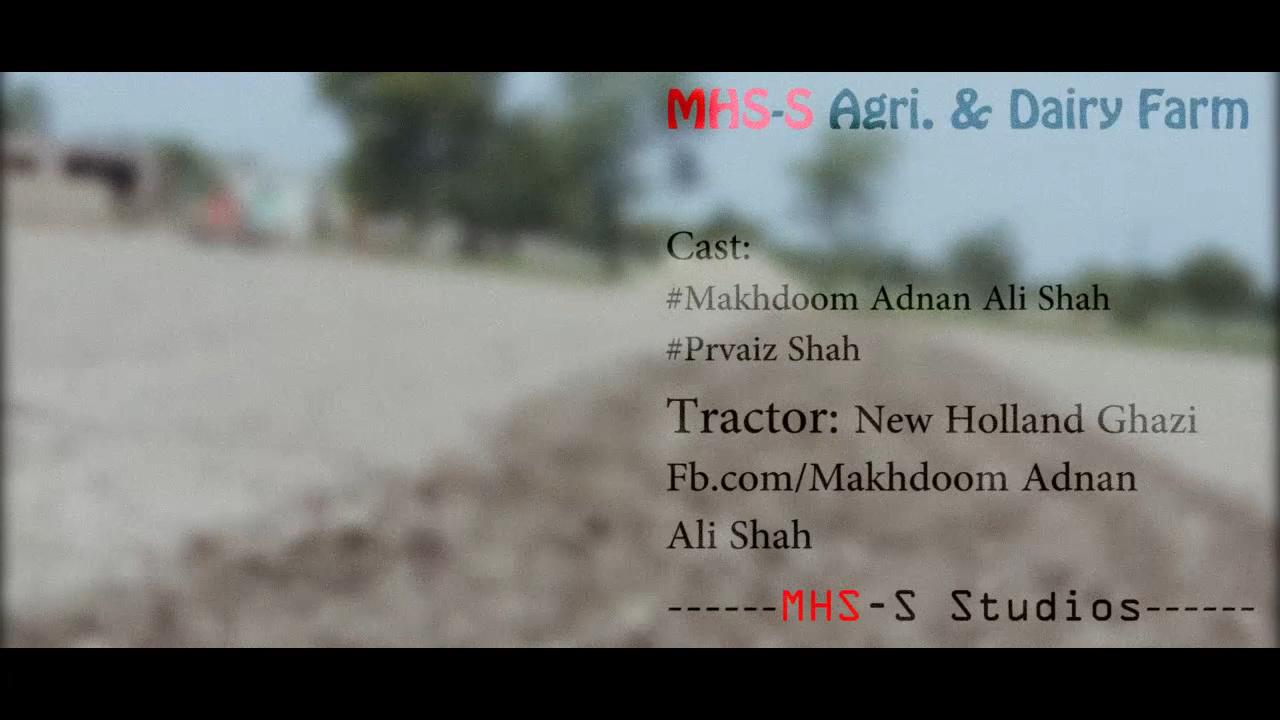 MHS-S Agri. & Dairy Farm
Cast:
#Makhdoom Adnan Ali Shah
#Prvaiz Shah
Tractor: New Holland Ghazi
Fb.com/Makhdoom Adnan
Ali Shah
------MHS-S Studios------